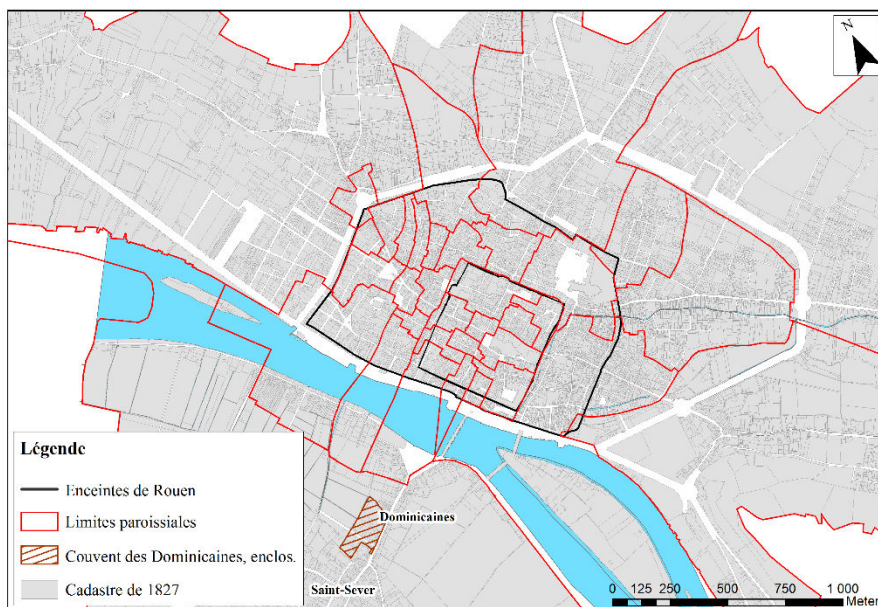 N
Légende
Enceintes de Rouen
Limites paroissiales
Couvent des Dominicaines, enclos.
Cadastre de 1827
Dominicaines
Saint-Sever
0 125 250 500 750 1 000
Meter